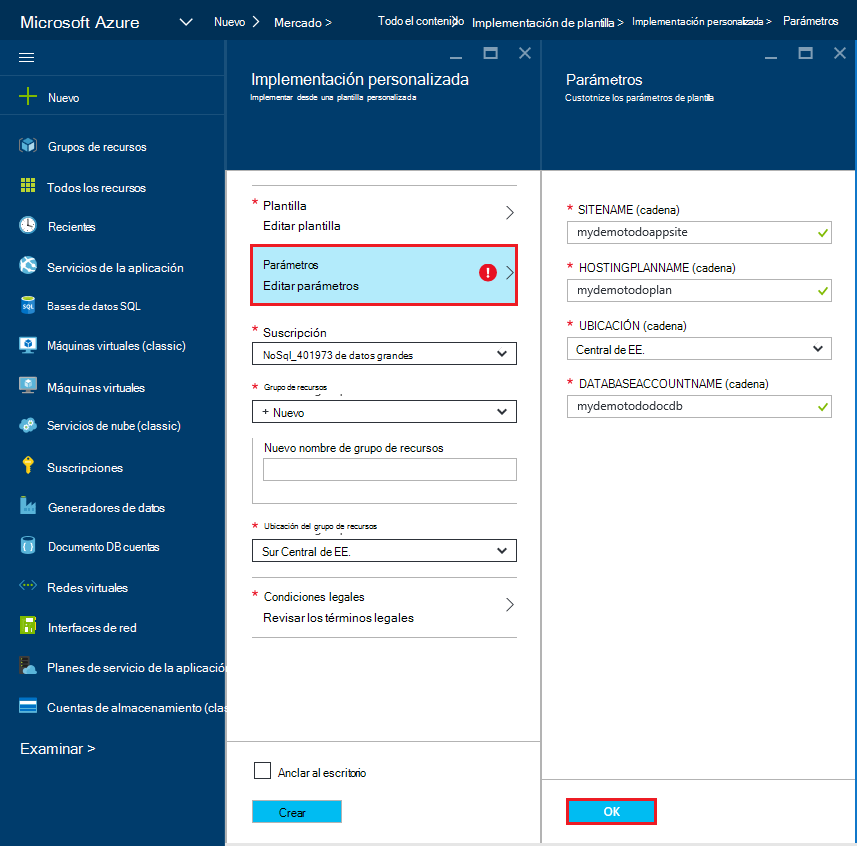 Microsoft Azure
Nuevo >
Mercado >
Todo el contenido
Implementación de plantilla >
Implementación personalizada >
Parámetros
Nuevo
Grupos de recursos
Todos los recursos
Recientes
Servicios de la aplicación
Bases de datos SQL
Máquinas virtuales (classic)
Máquinas virtuales
Servicios de nube (classic)
Suscripciones
Generadores de datos
Documento DB cuentas
Redes virtuales
Interfaces de red
Planes de servicio de la aplicació
Cuentas de almacenamiento (clas
Examinar >
Implementación personalizada
Implementar desde una plantilla personalizada
* Plantilla
Editar plantilla
Parámetros
Editar parámetros
* Suscripción
NoSql_401973 de datos grandes
* Grupo de recursos
+ Nuevo
Nuevo nombre de grupo de recursos
* Ubicación del grupo de recursos
Sur Central de EE.
* Condiciones legales
Revisar los términos legales
Anclar al escritorio
Crear
Parámetros
Custotnize los parámetros de plantilla
* SITENAME (cadena)
mydemotodoappsite
* HOSTINGPLANNAME (cadena)
mydemotodoplan
* UBICACIÓN (cadena)
Central de EE.
* DATABASEACCOUNTNAME (cadena)
mydemotododocdb
OK